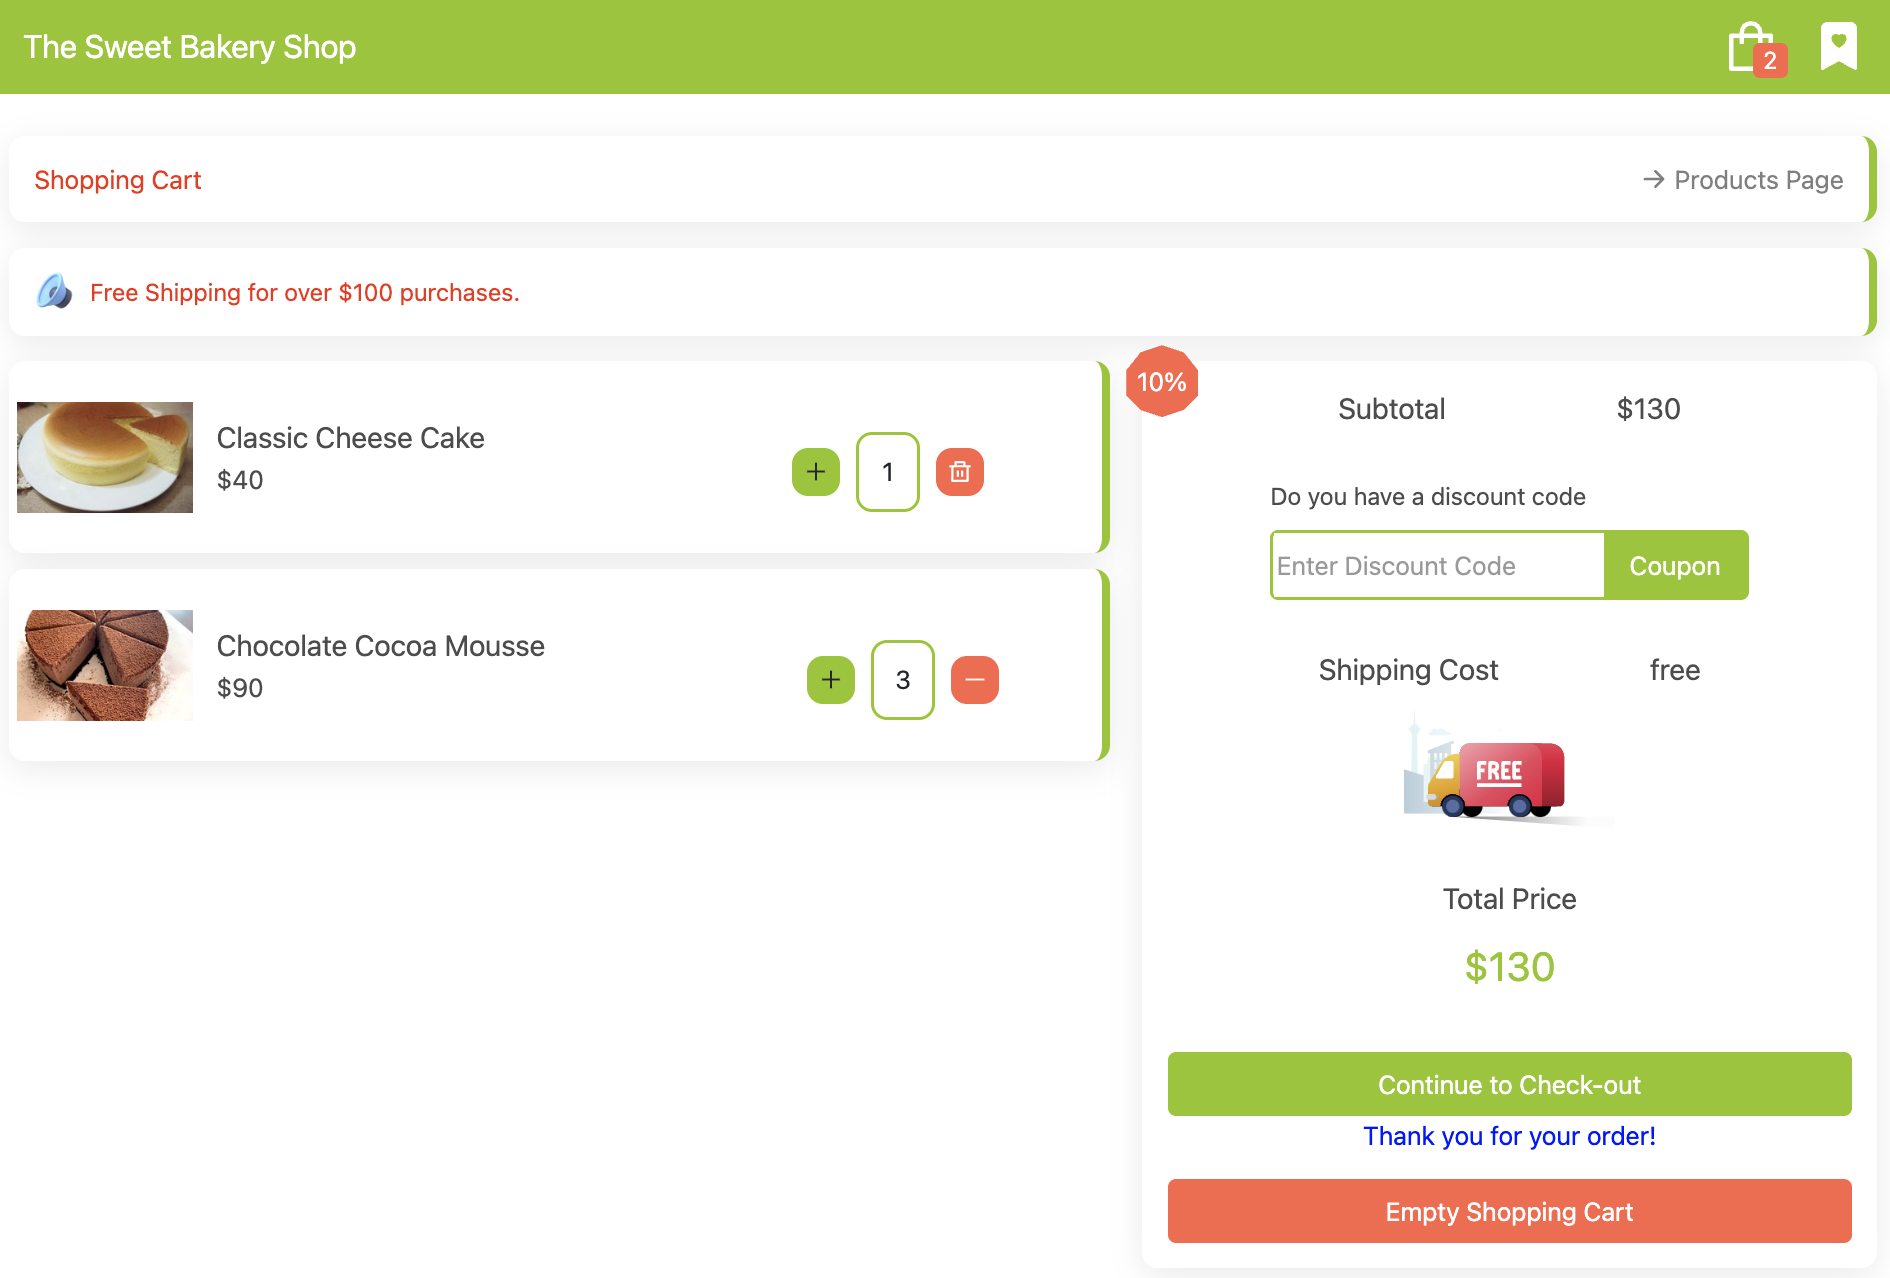 The Sweet Bakery Shop
2
Shopping Cart
→ Products Page
Free Shipping for over $100 purchases.
Classic Cheese Cake
$40
+ 1
Chocolate Cocoa Mousse
$90
+ 3 −
10%
Subtotal $130
Do you have a discount code
Enter Discount Code Coupon
Shipping Cost free
FREE
Total Price
$130
Continue to Check-out
Thank you for your order!
Empty Shopping Cart